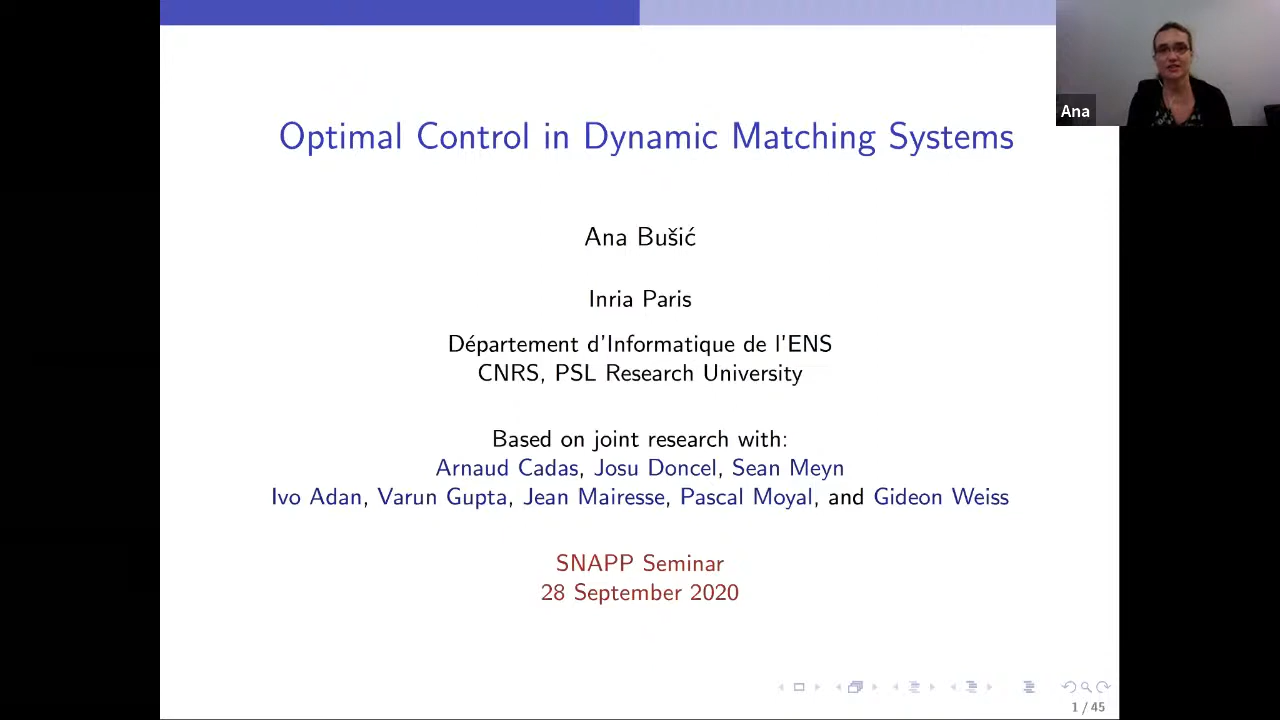 Optimal Control in Dynamic Matching Systems
Ana
Ana Bušić
Inria Paris
Département d'Informatique de l'ENS
CNRS, PSL Research University
Based on joint research with:
Arnaud Cadas, Josu Doncel, Sean Meyn
Ivo Adan, Varun Gupta, Jean Mairesse, Pascal Moyal, and Gideon Weiss
SNAPP Seminar
28 September 2020
1 / 45